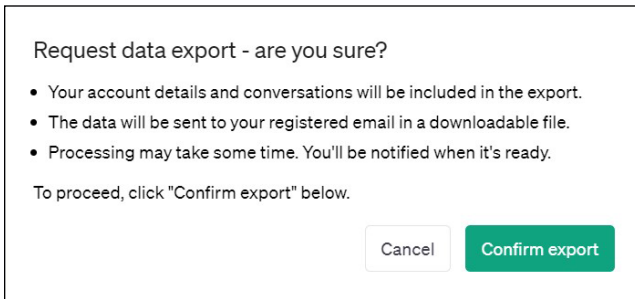 Request data export - are you sure?
• Your account details and conversations will be included in the export.
• The data will be sent to your registered email in a downloadable file.
• Processing may take some time. You'll be notified when it's ready.
To proceed, click "Confirm export" below.
Cancel
Confirm export